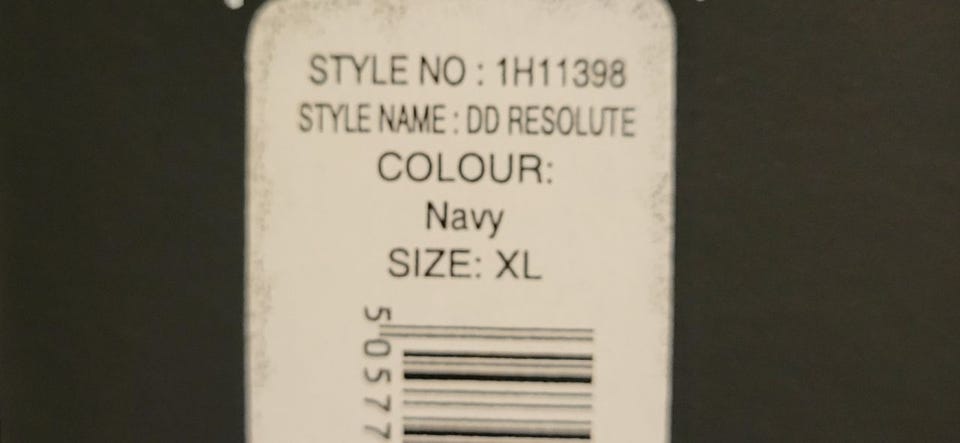 STYLE NO : 1H11398
STYLE NAME : DD RESOLUTE
COLOUR:
Navy
SIZE: XL
50577